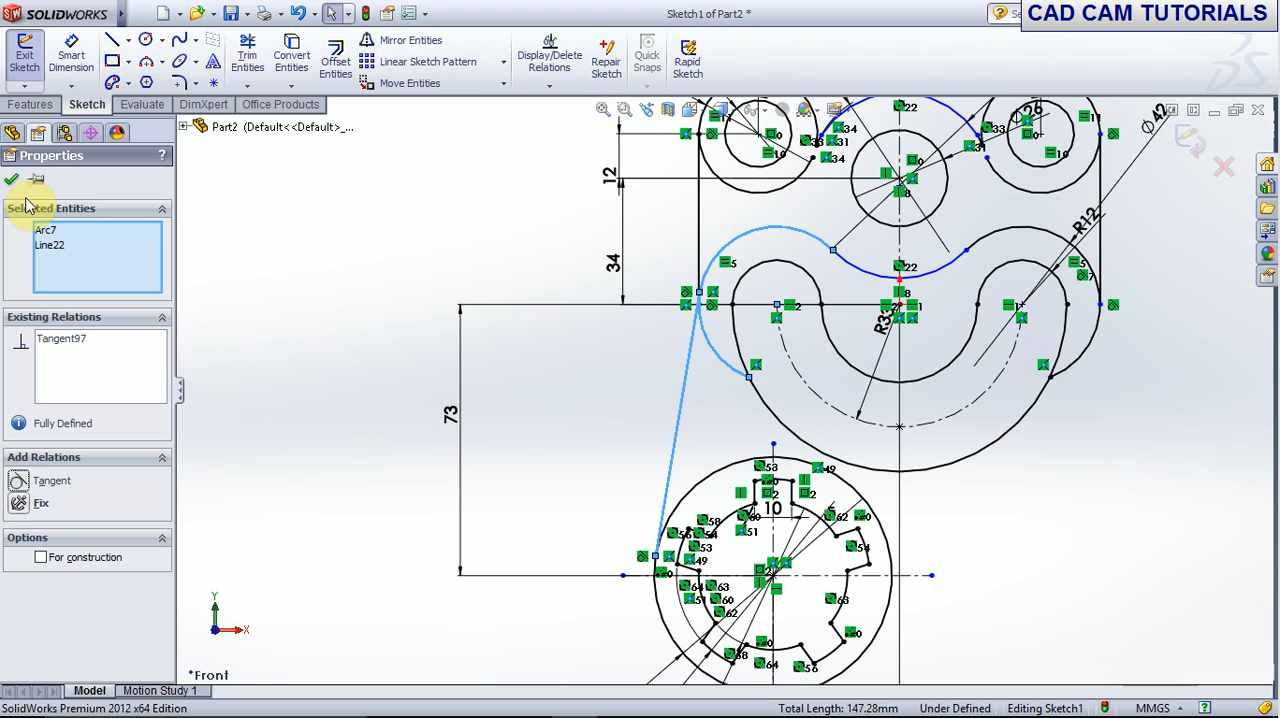 SOLIDWORKS
Sketch1 of Part2 *
CAD CAM TUTORIALS
Exit Sketch
Smart Dimension
Trim Entities
Convert Entities
Offset Entities
Mirror Entities
Linear Sketch Pattern
Move Entities
Display/Delete Relations
Repair Sketch
Quick Snaps
Rapid Sketch
Features
Sketch
Evaluate
DimXpert
Office Products
Part2 (Default<<Default>_...
Properties
?
Selected Entities
Arc7
Line22
Existing Relations
Tangent97
Fully Defined
Add Relations
Tangent
Fix
Options
For construction
12
34
73
10
R12
Y
X
*Front
Model
Motion Study 1
SolidWorks Premium 2012 x64 Edition
Total Length: 147.28mm
Under Defined
Editing Sketch1
MMGS